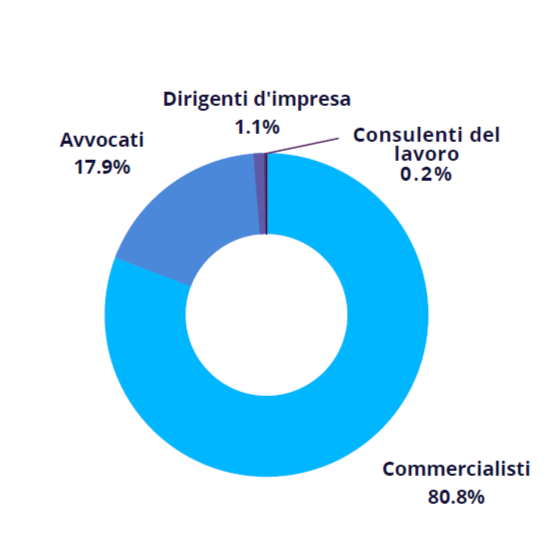 Dirigenti d'impresa
1.1%
Avvocati
17.9%
Consulenti del
lavoro
0.2%
Commercialisti
80.8%